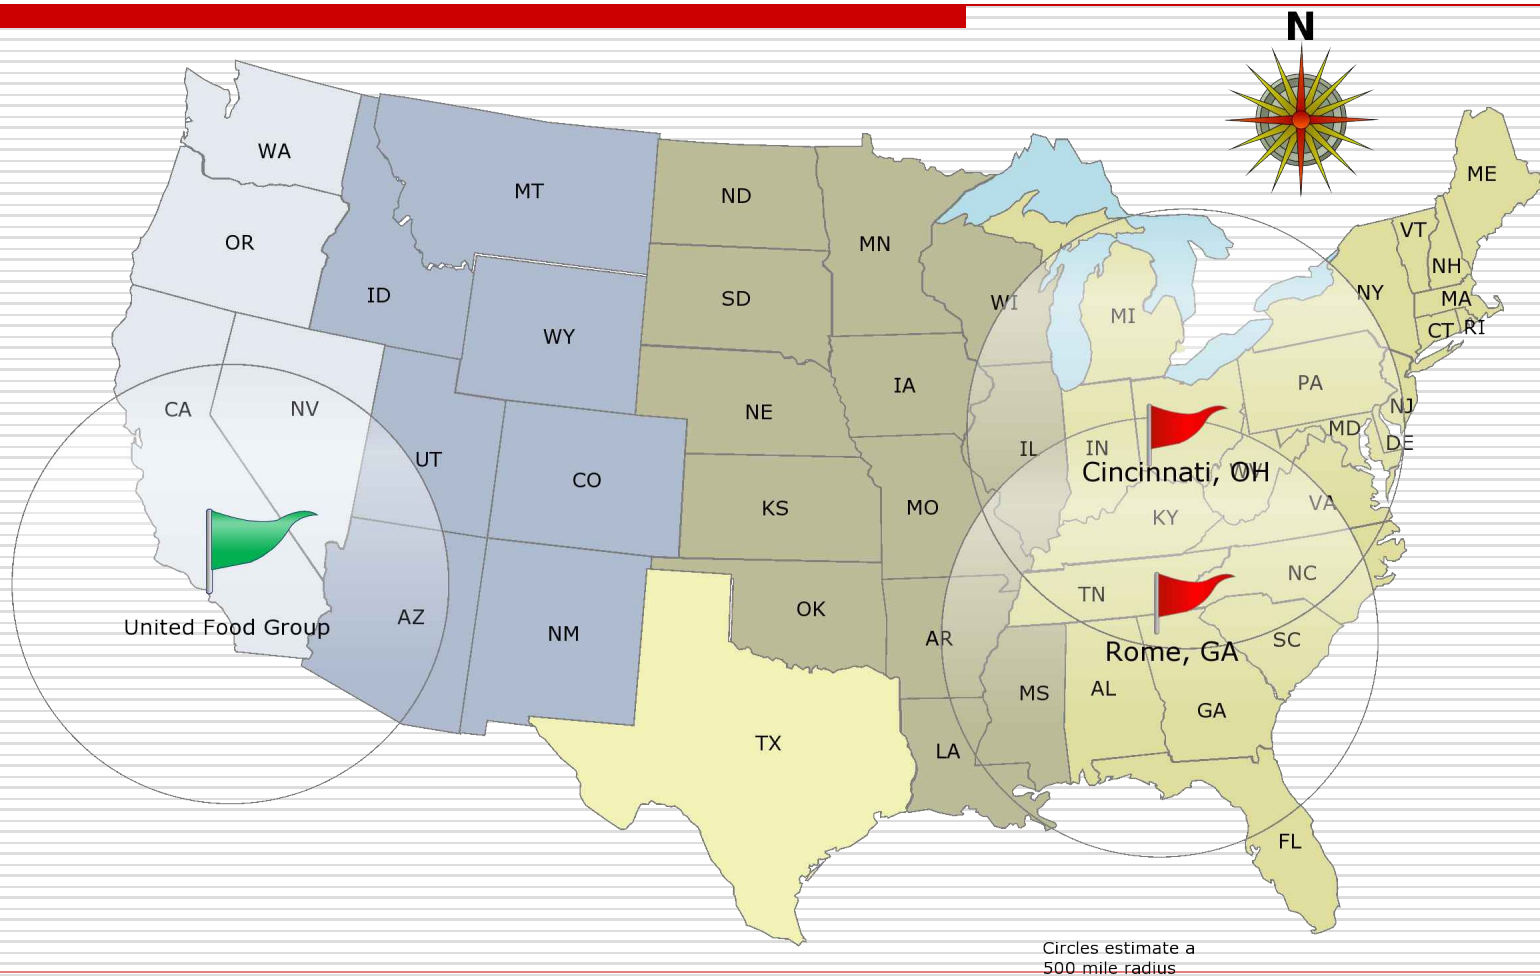 N
WA
MT
ND
ME
OR
MN
VT
NH
ID
SD
WI
MI
NY
MA
WY
CT
RI
IA
PA
CA
NV
NE
NJ
MD
DE
UT
CO
IL
IN
Cincinnati, OH
WV
KS
MO
KY
VA
NC
TN
AZ
NM
OK
United Food Group
AR
SC
Rome, GA
MS
AL
GA
TX
LA
FL
Circles estimate a
500 mile radius